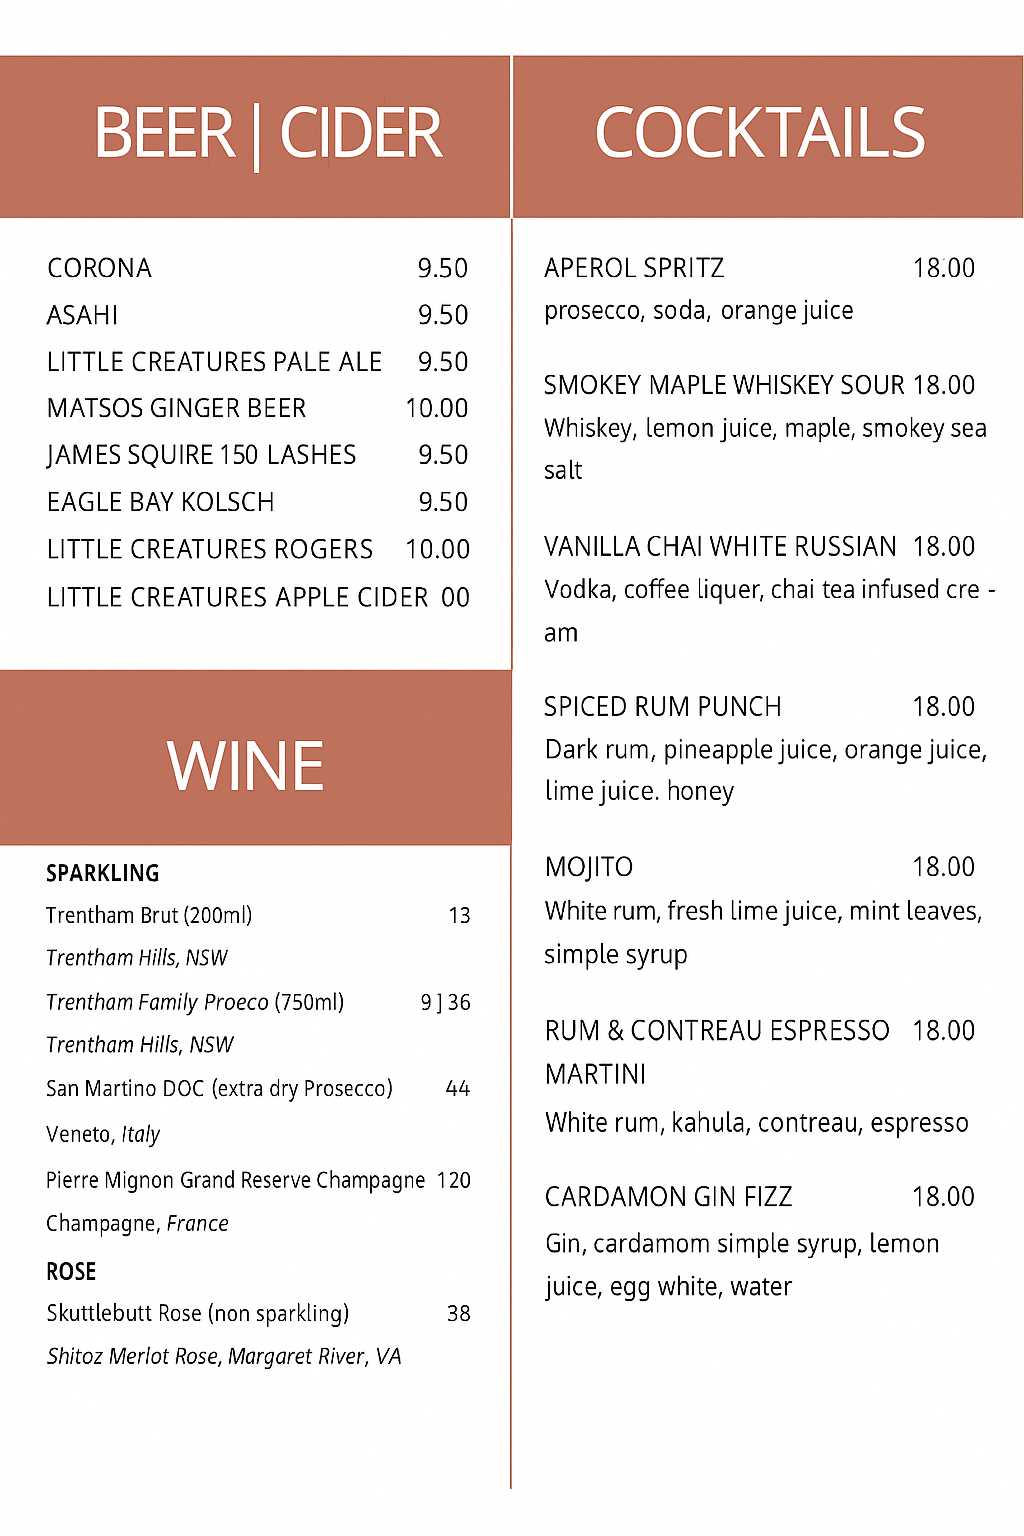 BEER | CIDER
CORONA 9.50
ASAHI 9.50
LITTLE CREATURES PALE ALE 9.50
MATSOS GINGER BEER 10.00
JAMES SQUIRE 150 LASHES 9.50
EAGLE BAY KOLSCH 9.50
LITTLE CREATURES ROGERS 10.00
LITTLE CREATURES APPLE CIDER 00
WINE
SPARKLING
Trentham Brut (200ml) 13
Trentham Hills, NSW
Trentham Family Proeco (750ml) 9 ] 36
Trentham Hills, NSW
San Martino DOC (extra dry Prosecco) 44
Veneto, Italy
Pierre Mignon Grand Reserve Champagne 120
Champagne, France
ROSE
Skuttlebutt Rose (non sparkling) 38
Shitoz Merlot Rose, Margaret River, VA
COCKTAILS
APEROL SPRITZ 18.00
prosecco, soda, orange juice
SMOKEY MAPLE WHISKEY SOUR 18.00
Whiskey, lemon juice, maple, smokey sea
salt
VANILLA CHAI WHITE RUSSIAN 18.00
Vodka, coffee liquer, chai tea infused cre -
am
SPICED RUM PUNCH 18.00
Dark rum, pineapple juice, orange juice,
lime juice. honey
MOJITO 18.00
White rum, fresh lime juice, mint leaves,
simple syrup
RUM & CONTREAU ESPRESSO 18.00
MARTINI
White rum, kahula, contreau, espresso
CARDAMON GIN FIZZ 18.00
Gin, cardamom simple syrup, lemon
juice, egg white, water